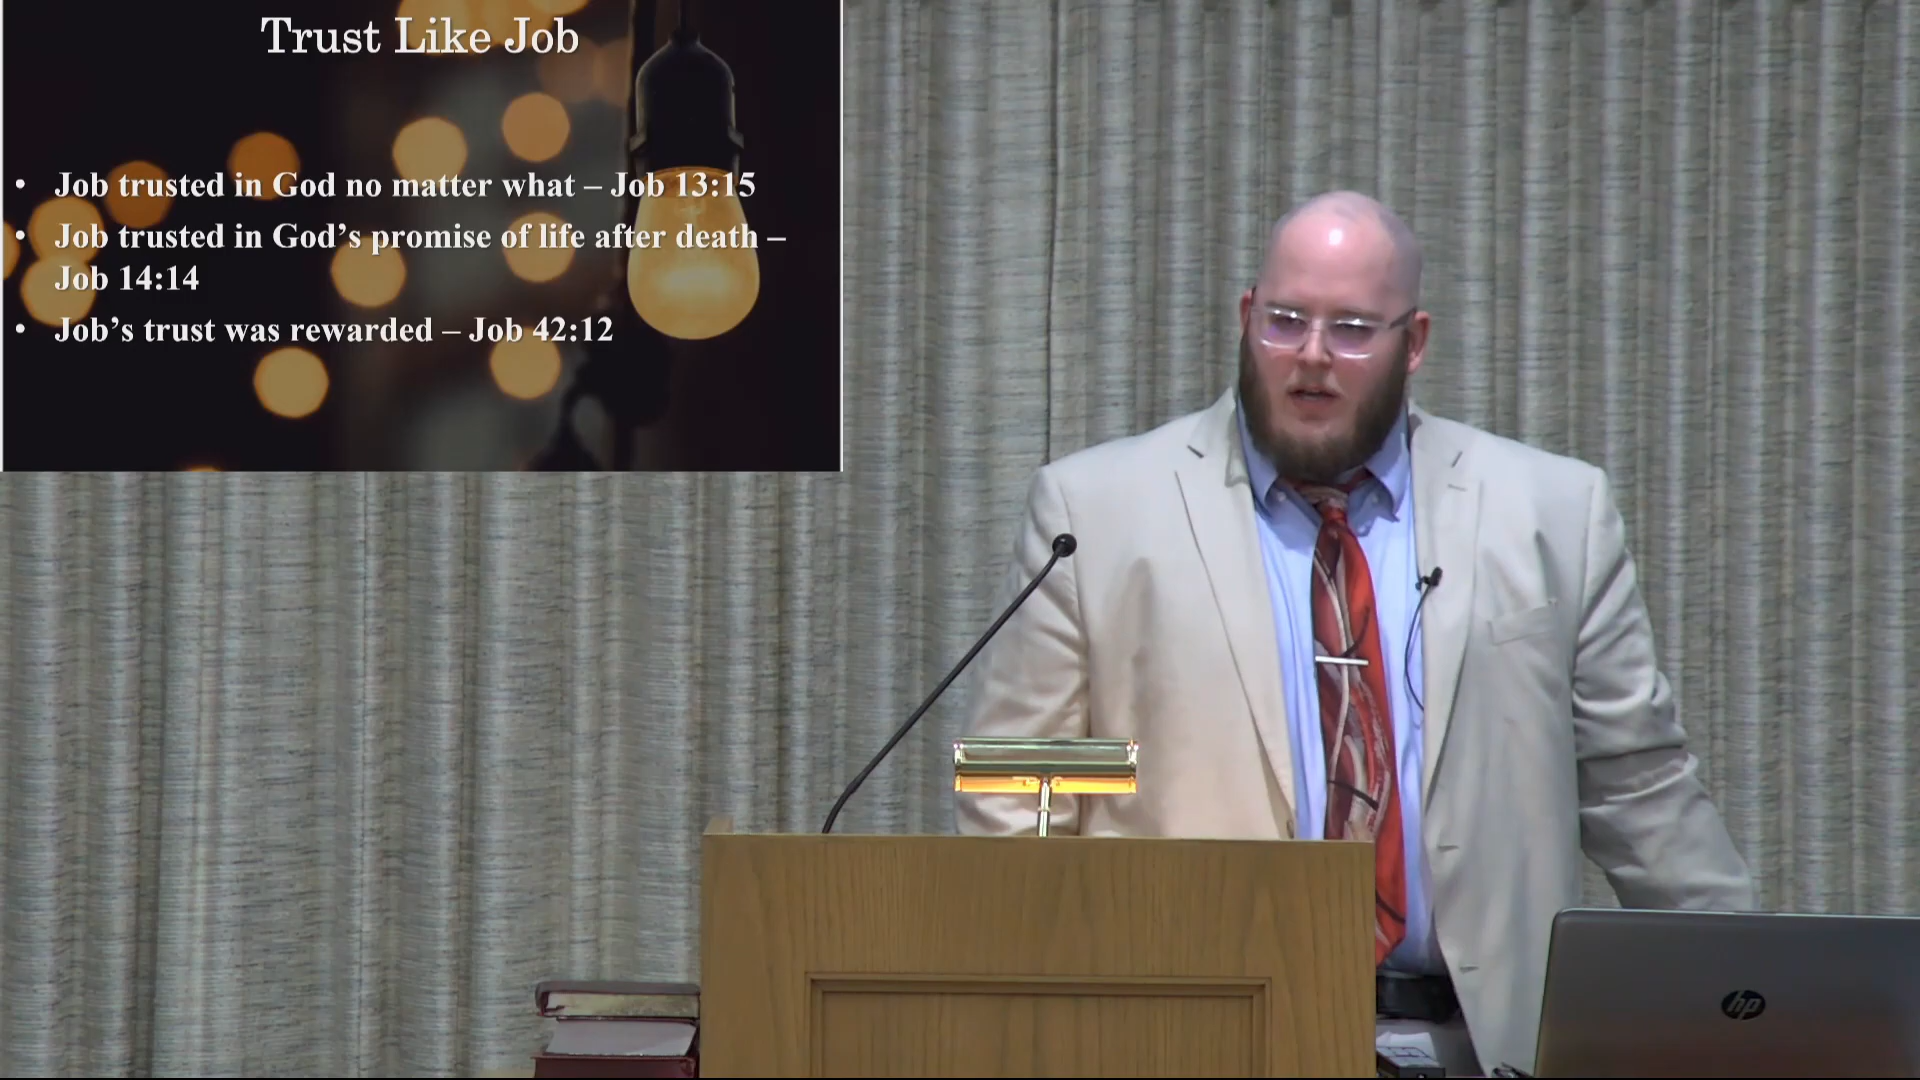 Trust Like Job
• Job trusted in God no matter what – Job 13:15
• Job trusted in God’s promise of life after death –
Job 14:14
• Job’s trust was rewarded – Job 42:12
hp